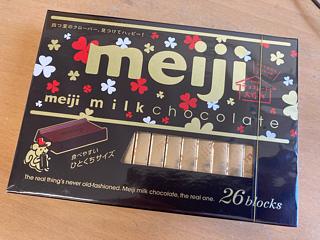 四つ葉のクローバー、見つけてハッピー！
meiji
meiji milk chocolate
食べやすい
ひとくちサイズ
The real thing's never old-fashioned. Meiji milk chocolate, the real one.
26 blocks